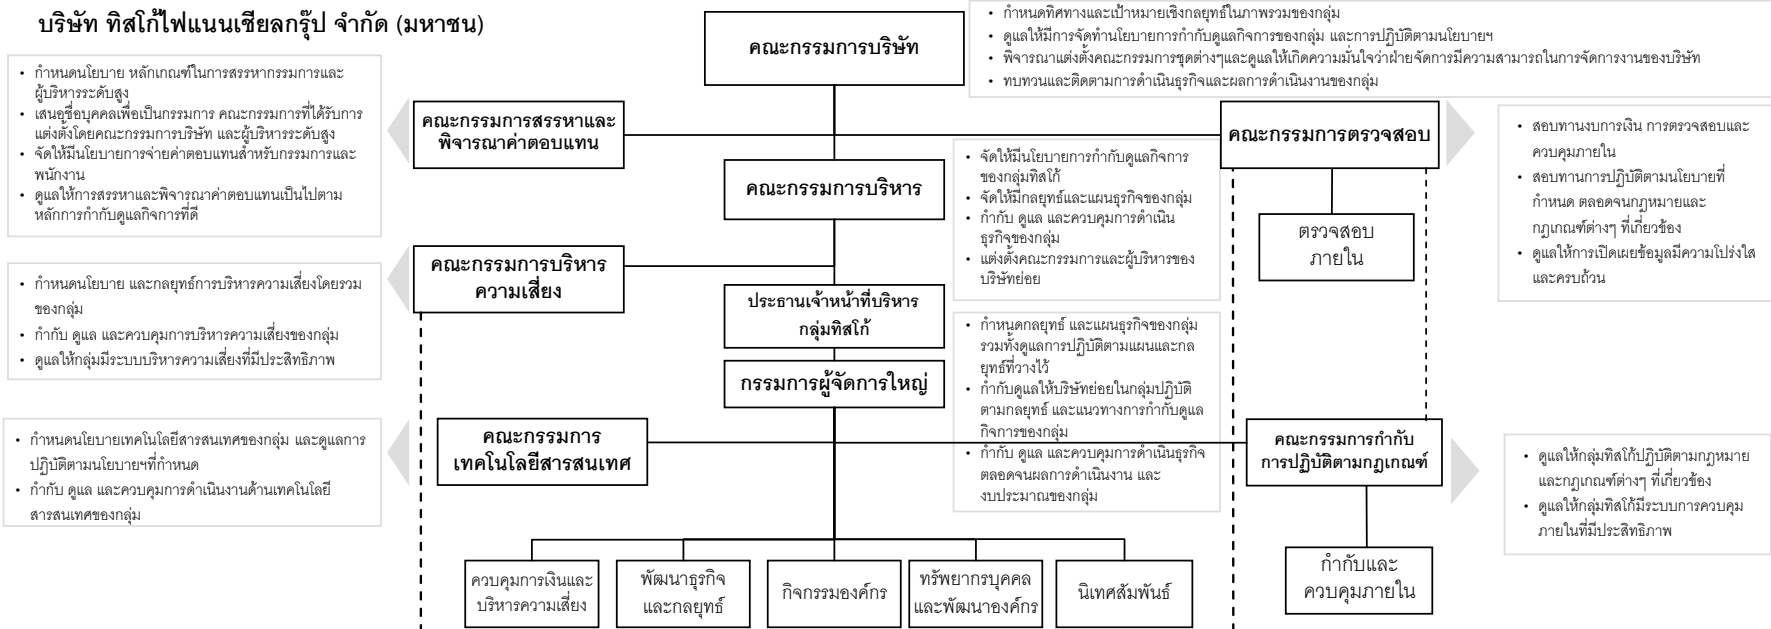 บริษัท ทิสโก้ไฟแนนเชียลกรุ๊ป จำกัด (มหาชน)
คณะกรรมการบริษัท
• กำหนดทิศทางและเป้าหมายเชิงกลยุทธ์ในภาพรวมของกลุ่ม
• ดูแลให้มีการจัดทำนโยบายการกำกับดูแลกิจการของกลุ่ม และการปฏิบัติตามนโยบายฯ
• พิจารณาแต่งตั้งคณะกรรมการชุดต่างๆและดูแลให้เกิดความมั่นใจว่าฝ่ายจัดการมีความสามารถในการจัดการงานของบริษัท
• ทบทวนและติดตามการดำเนินธุรกิจและผลการดำเนินงานของกลุ่ม
• กำหนดนโยบาย หลักเกณฑ์ในการสรรหากรรมการและ
ผู้บริหารระดับสูง
• เสนอชื่อบุคคลเพื่อเป็นกรรมการ คณะกรรมการที่ได้รับการ
แต่งตั้งโดยคณะกรรมการบริษัท และผู้บริหารระดับสูง
• จัดให้มีนโยบายการจ่ายค่าตอบแทนสำหรับกรรมการและ
พนักงาน
• ดูแลให้การสรรหาและพิจารณาค่าตอบแทนเป็นไปตาม
หลักการกำกับดูแลกิจการที่ดี
คณะกรรมการสรรหาและ
พิจารณาค่าตอบแทน
คณะกรรมการตรวจสอบ
• สอบทานงบการเงิน การตรวจสอบและ
ควบคุมภายใน
• สอบทานการปฏิบัติตามนโยบายที่
กำหนด ตลอดจนกฎหมายและ
กฎเกณฑ์ต่างๆ ที่เกี่ยวข้อง
• ดูแลให้การเปิดเผยข้อมูลมีความโปร่งใส
และครบถ้วน
คณะกรรมการบริหาร
• จัดให้มีนโยบายการกำกับดูแลกิจการ
ของกลุ่มทิสโก้
• จัดให้มีกลยุทธ์และแผนธุรกิจของกลุ่ม
• กำกับ ดูแล และควบคุมการดำเนิน
ธุรกิจของกลุ่ม
• แต่งตั้งคณะกรรมการและผู้บริหารของ
บริษัทย่อย
ตรวจสอบ
ภายใน
คณะกรรมการบริหาร
ความเสี่ยง
• กำหนดนโยบาย และกลยุทธ์การบริหารความเสี่ยงโดยรวม
ของกลุ่ม
• กำกับ ดูแล และควบคุมการบริหารความเสี่ยงของกลุ่ม
• ดูแลให้กลุ่มมีระบบบริหารความเสี่ยงที่มีประสิทธิภาพ
ประธานเจ้าหน้าที่บริหาร
กลุ่มทิสโก้
กรรมการผู้จัดการใหญ่
• กำหนดกลยุทธ์ และแผนธุรกิจของกลุ่ม
รวมทั้งดูแลการปฏิบัติตามแผนและกล
ยุทธ์ที่วางไว้
• กำกับดูแลให้บริษัทย่อยในกลุ่มปฏิบัติ
ตามกลยุทธ์ และแนวทางการกำกับดูแล
กิจการของกลุ่ม
• กำกับ ดูแล และควบคุมการดำเนินธุรกิจ
ตลอดจนผลการดำเนินงาน และ
งบประมาณของกลุ่ม
• กำหนดนโยบายเทคโนโลยีสารสนเทศของกลุ่ม และดูแลการ
ปฏิบัติตามนโยบายฯที่กำหนด
• กำกับ ดูแล และควบคุมการดำเนินงานด้านเทคโนโลยี
สารสนเทศของกลุ่ม
คณะกรรมการ
เทคโนโลยีสารสนเทศ
คณะกรรมการกำกับ
การปฏิบัติตามกฎเกณฑ์
• ดูแลให้กลุ่มทิสโก้ปฏิบัติตามกฎหมาย
และกฎเกณฑ์ต่างๆ ที่เกี่ยวข้อง
• ดูแลให้กลุ่มทิสโก้มีระบบการควบคุม
ภายในที่มีประสิทธิภาพ
กำกับและ
ควบคุมภายใน
ควบคุมการเงินและ
บริหารความเสี่ยง
พัฒนาธุรกิจ
และกลยุทธ์
กิจกรรมองค์กร
ทรัพยากรบุคคล
และพัฒนาองค์กร
นิเทศสัมพันธ์